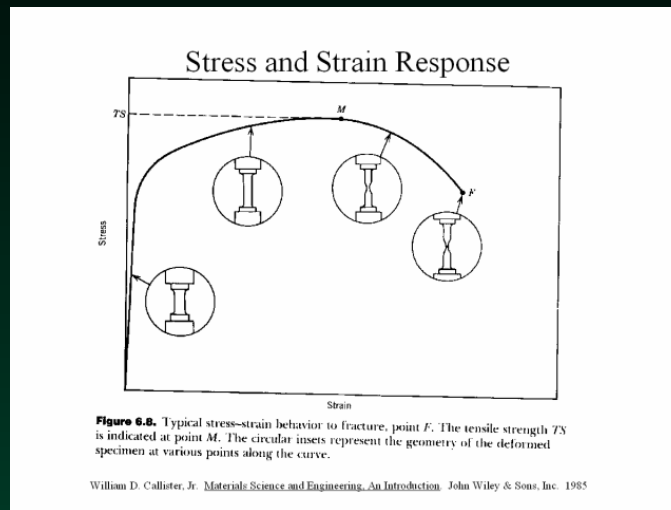 Stress and Strain Response
TS
M
F
Stress
Strain
Figure 6.8. Typical stress–strain behavior to fracture, point F. The tensile strength TS
is indicated at point M. The circular insets represent the geometry of the deformed
specimen at various points along the curve.
William D. Callister, Jr. Materials Science and Engineering, An Introduction. John Wiley & Sons, Inc. 1985